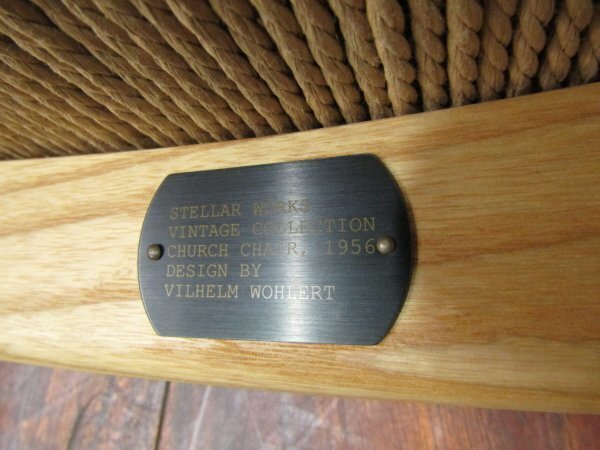 STELLAR WORKS
VINTAGE COLLECTION
CHURCH CHAIR, 1956
DESIGN BY
VILHELM WOHLERT